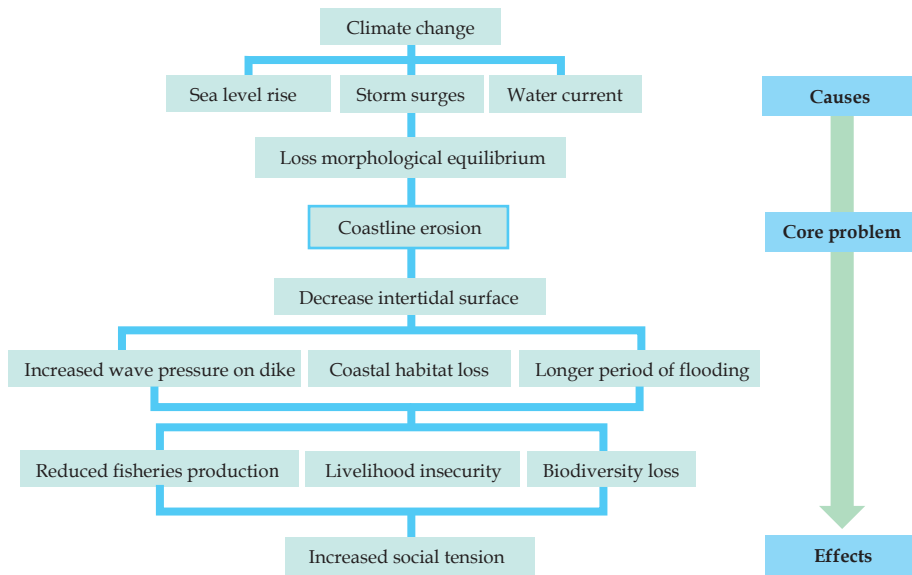 Climate change
Sea level rise
Storm surges
Water current
Causes
Loss morphological equilibrium
Coastline erosion
Core problem
Decrease intertidal surface
Increased wave pressure on dike
Coastal habitat loss
Longer period of flooding
Reduced fisheries production
Livelihood insecurity
Biodiversity loss
Increased social tension
Effects